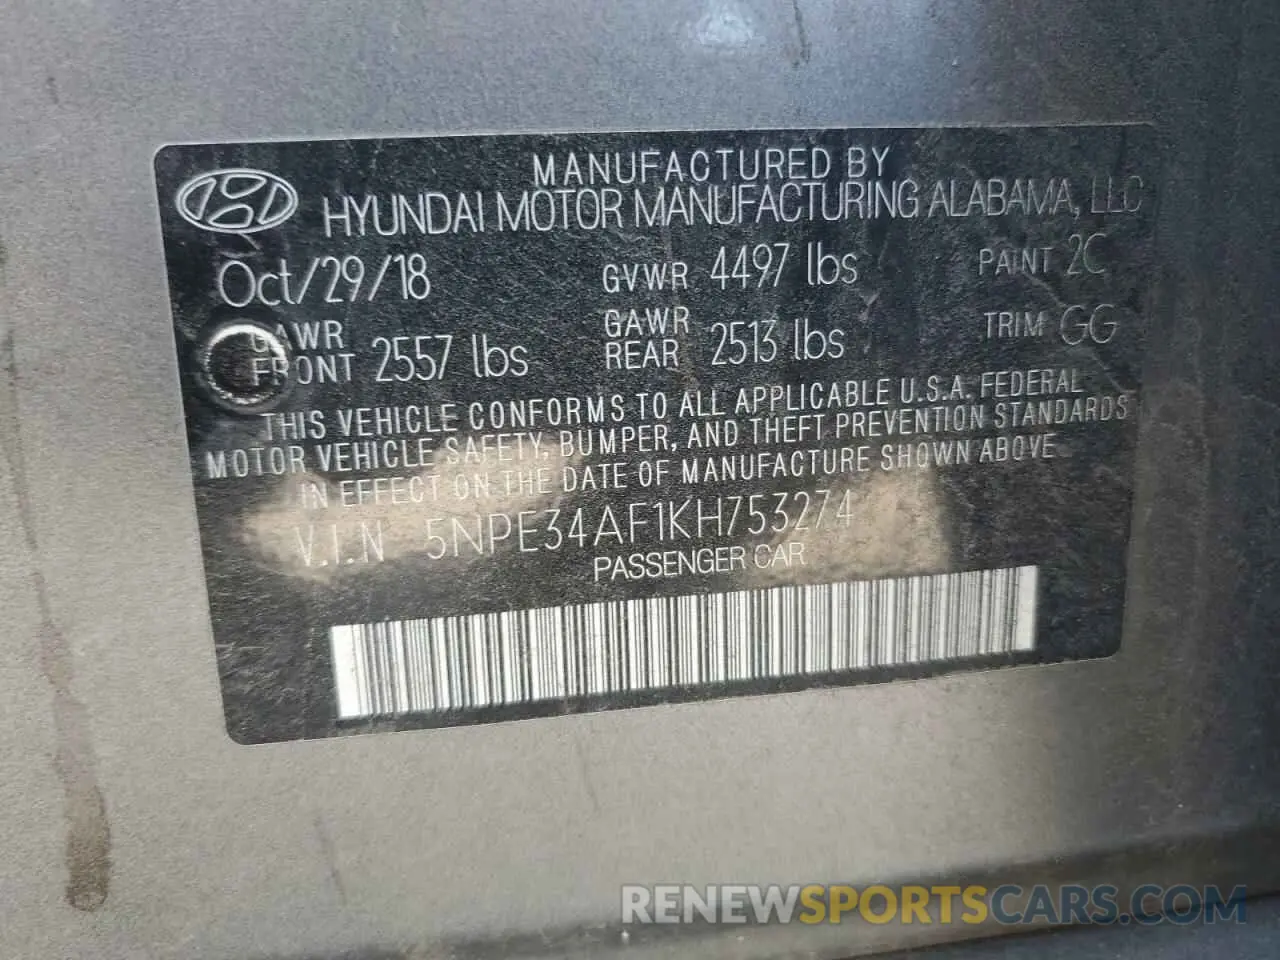 MANUFACTURED BY
HYUNDAI MOTOR MANUFACTURING ALABAMA, LLC
Oct/29/18 GVWR 4497 lbs PAINT 2C
GAWR FRONT 2557 lbs GAWR REAR 2513 lbs TRIM GG
THIS VEHICLE CONFORMS TO ALL APPLICABLE U.S.A. FEDERAL
MOTOR VEHICLE SAFETY, BUMPER, AND THEFT PREVENTION STANDARDS
IN EFFECT ON THE DATE OF MANUFACTURE SHOWN ABOVE
V.I.N 5NPE34AF1KH753274
PASSENGER CAR
RENEWSPORTSCARS.COM